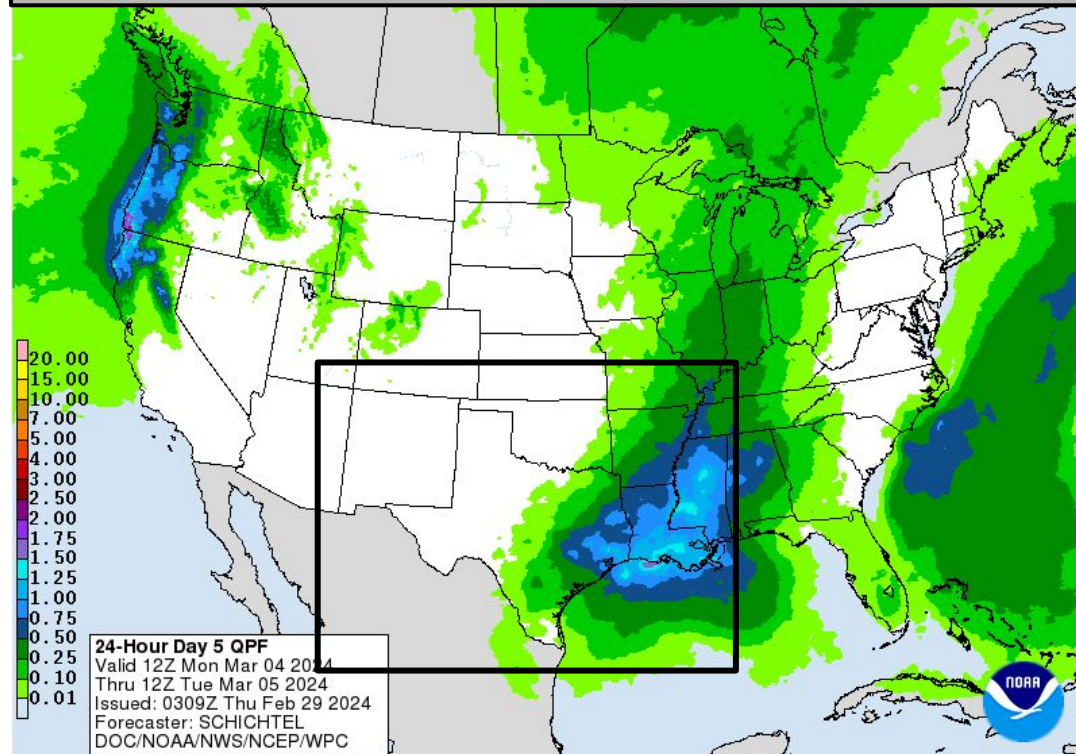 20.00
15.00
10.00
7.00
5.00
4.00
3.00
2.50
2.00
1.75
1.50
1.25
1.00
0.75
0.50
0.25
0.10
0.01
24-Hour Day 5 QPF
Valid 12Z Mon Mar 04 2024
Thru 12Z Tue Mar 05 2024
Issued: 0309Z Thu Feb 29 2024
Forecaster: SCHICHTEL
DOC/NOAA/NWS/NCEP/WPC
NOAA